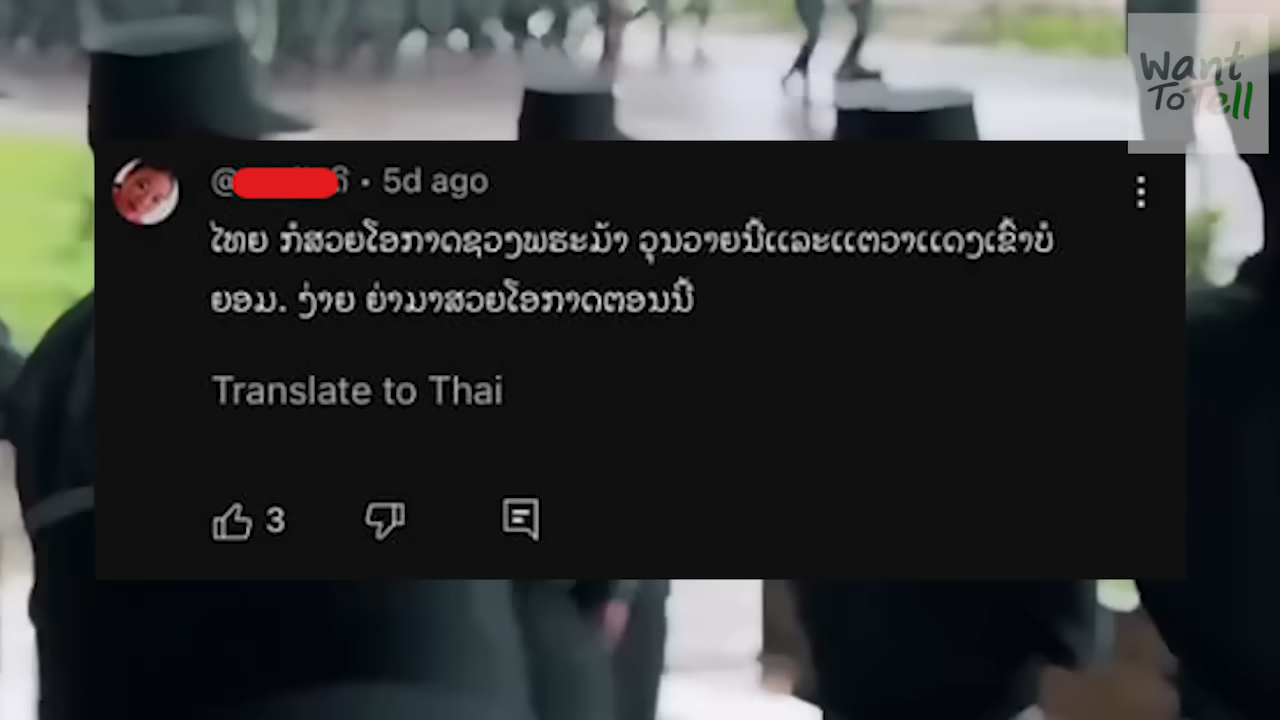 Want
To Tell
@ · 5d ago
ໄທຍ ກໍສວຍໂອກາດຊວງພຮະມ້າ ວຸນວາຍນີ້ແລະແຕວາແດງເຂົ້າບໍ
ຍອມ. ງ່າຍ ຍ່າມາສວຍໂອກາດຕອນນີ້
Translate to Thai
3